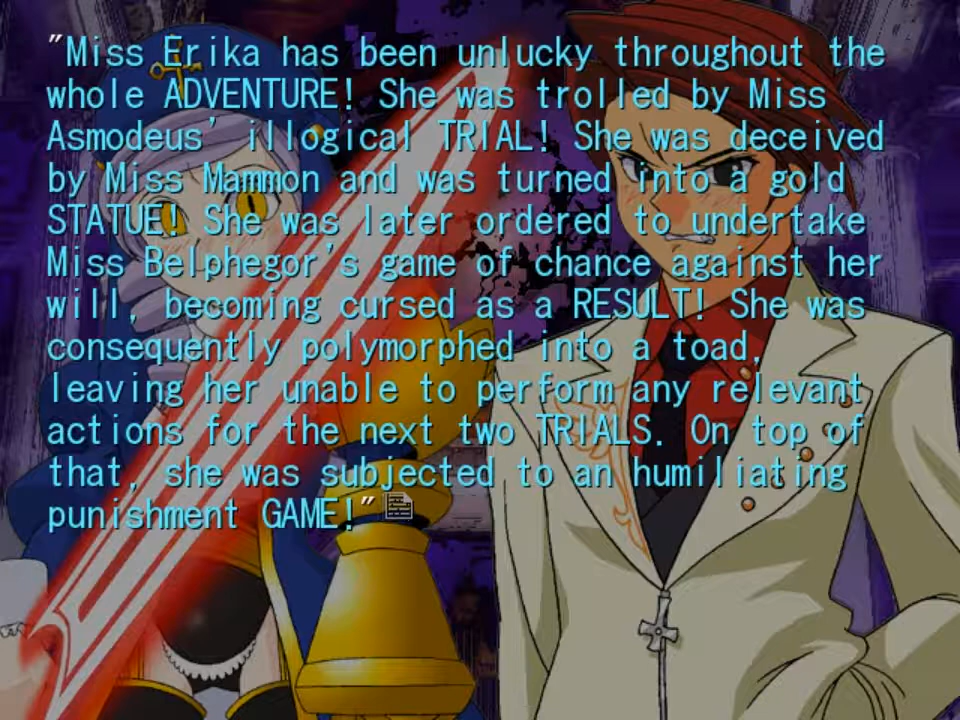 "Miss Erika has been unlucky throughout the
whole ADVENTURE! She was trolled by Miss
Asmodeus' illogical TRIAL! She was deceived
by Miss Mammon and was turned into a gold
STATUE! She was later ordered to undertake
Miss Belphegor's game of chance against her
will, becoming cursed as a RESULT! She was
consequently polymorphed into a toad,
leaving her unable to perform any relevant
actions for the next two TRIALS. On top of
that, she was subjected to an humiliating
punishment GAME!"